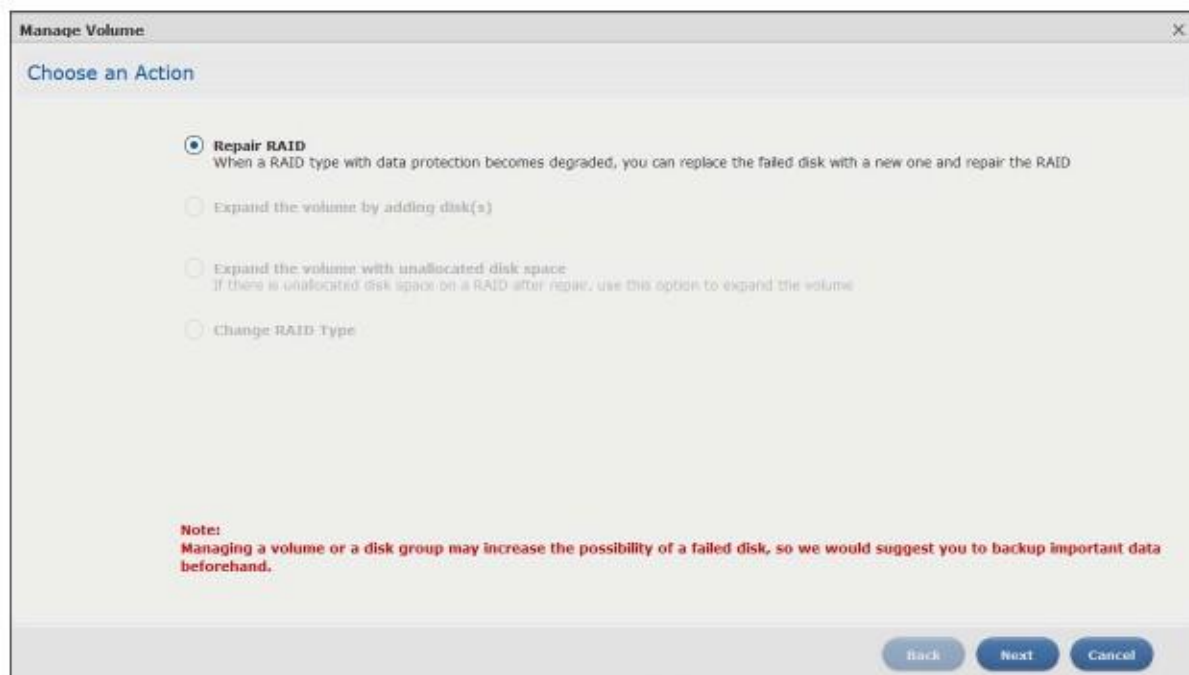 Manage Volume
Choose an Action
Repair RAID
When a RAID type with data protection becomes degraded, you can replace the failed disk with a new one and repair the RAID
Expand the volume by adding disk(s)
Expand the volume with unallocated disk space
If there is unallocated disk space on a RAID after repair, use this option to expand the volume
Change RAID Type
Note:
Managing a volume or a disk group may increase the possibility of a failed disk, so we would suggest you to backup important data
beforehand.
Back Next Cancel